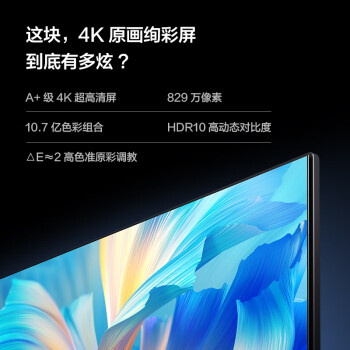 这块，4K 原画绚彩屏
到底有多炫？
A+ 级 4K 超高清屏
829 万像素
10.7 亿色彩组合
HDR10 高动态对比度
△E≈2 高色准原彩调教